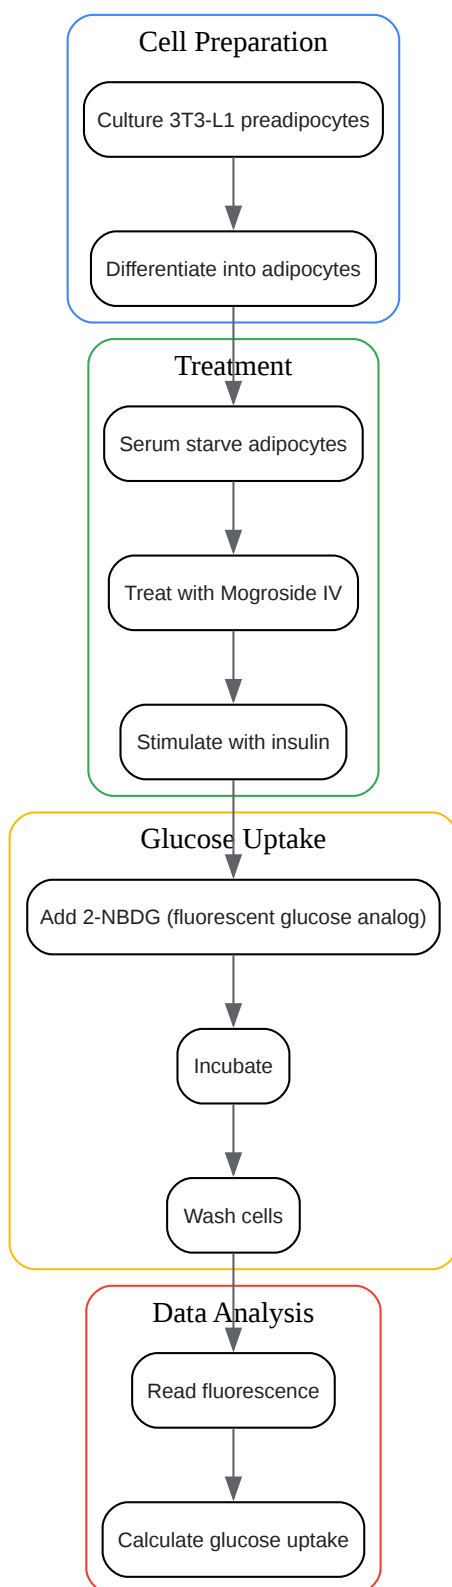 Cell Preparation
Culture 3T3-L1 preadipocytes
Differentiate into adipocytes
Treatment
Serum starve adipocytes
Treat with Mogroside IV
Stimulate with insulin
Glucose Uptake
Add 2-NBDG (fluorescent glucose analog)
Incubate
Wash cells
Data Analysis
Read fluorescence
Calculate glucose uptake